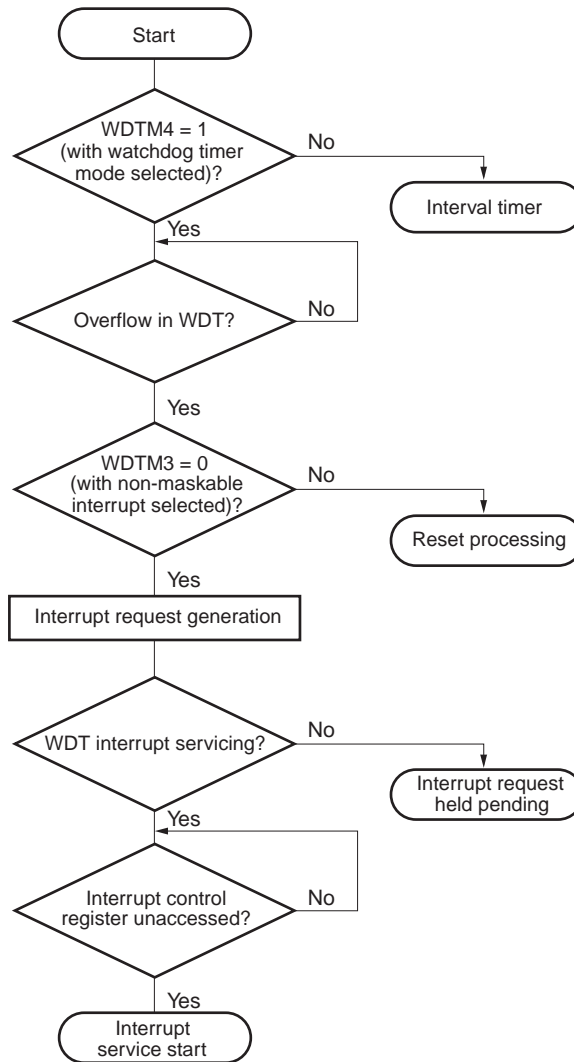 Start
WDTM4 = 1
(with watchdog timer
mode selected)?
No
Interval timer
Yes
Overflow in WDT?
No
Yes
WDTM3 = 0
(with non-maskable
interrupt selected)?
No
Reset processing
Yes
Interrupt request generation
WDT interrupt servicing?
No
Interrupt request
held pending
Yes
Interrupt control
register unaccessed?
No
Yes
Interrupt
service start